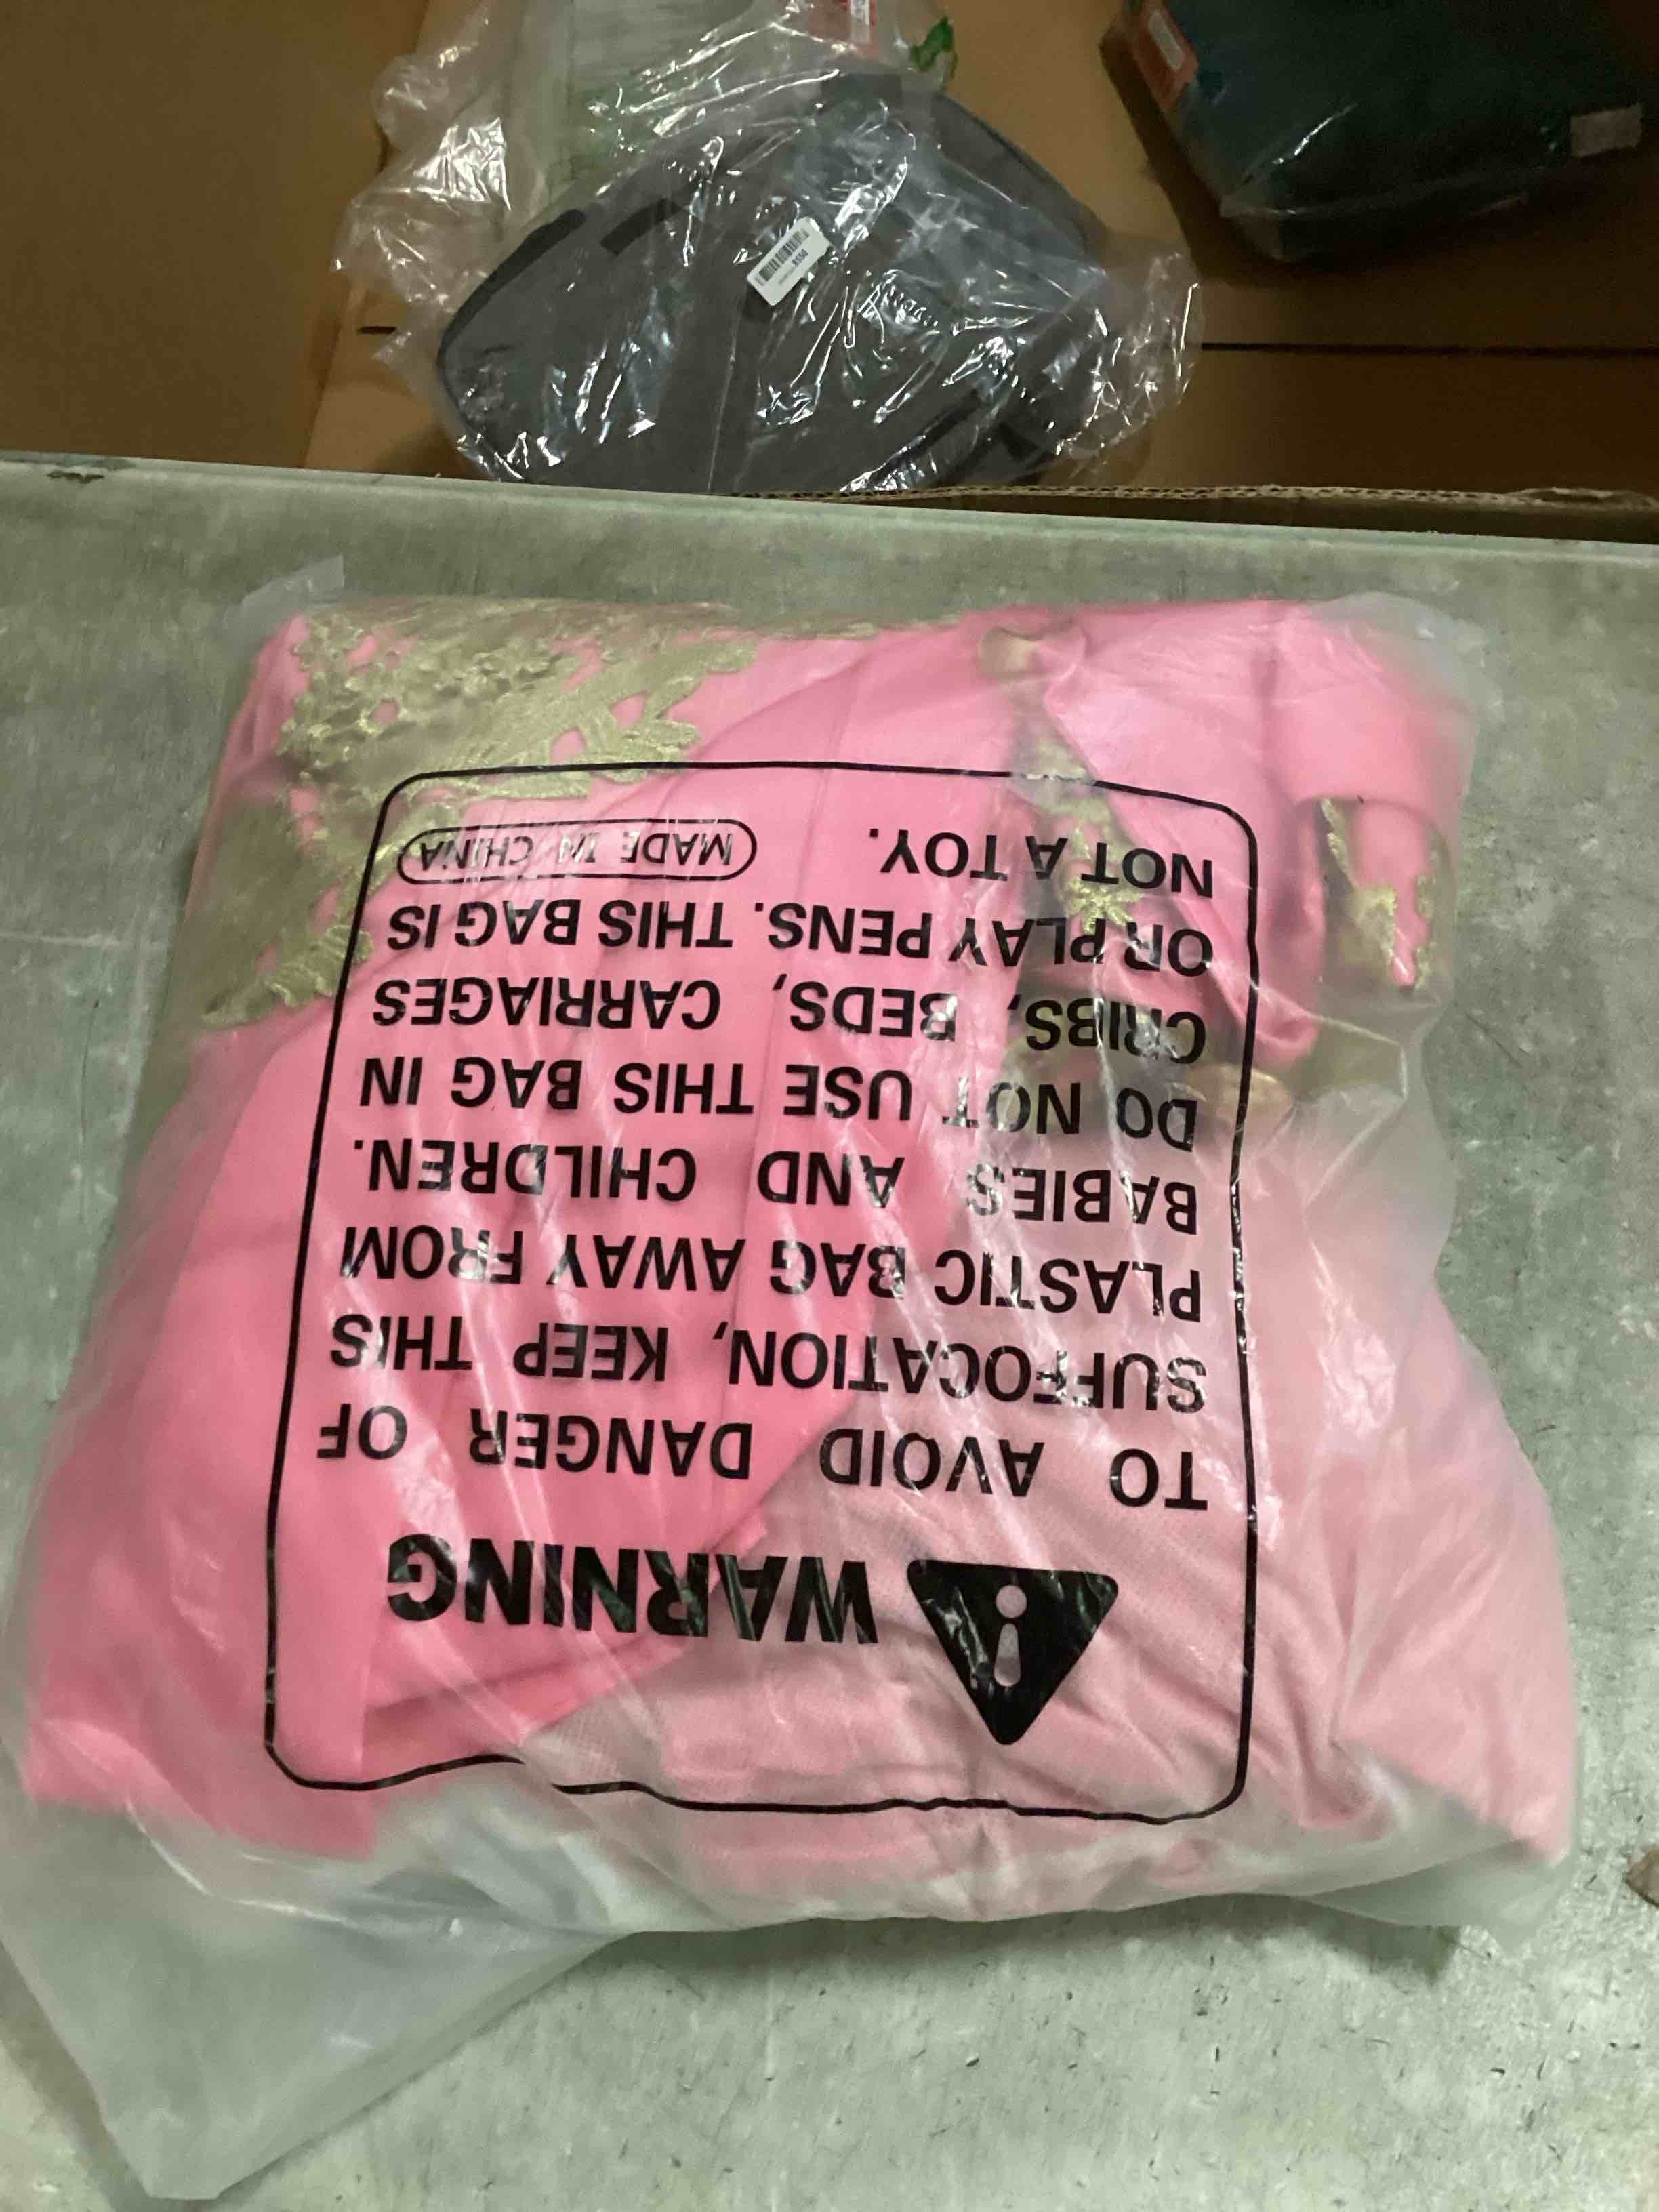 WARNING
TO AVOID DANGER OF
SUFFOCATION, KEEP THIS
PLASTIC BAG AWAY FROM
BABIES AND CHILDREN.
DO NOT USE THIS BAG IN
CRIBS, BEDS, CARRIAGES
OR PLAY PENS. THIS BAG IS
NOT A TOY.
MADE IN CHINA